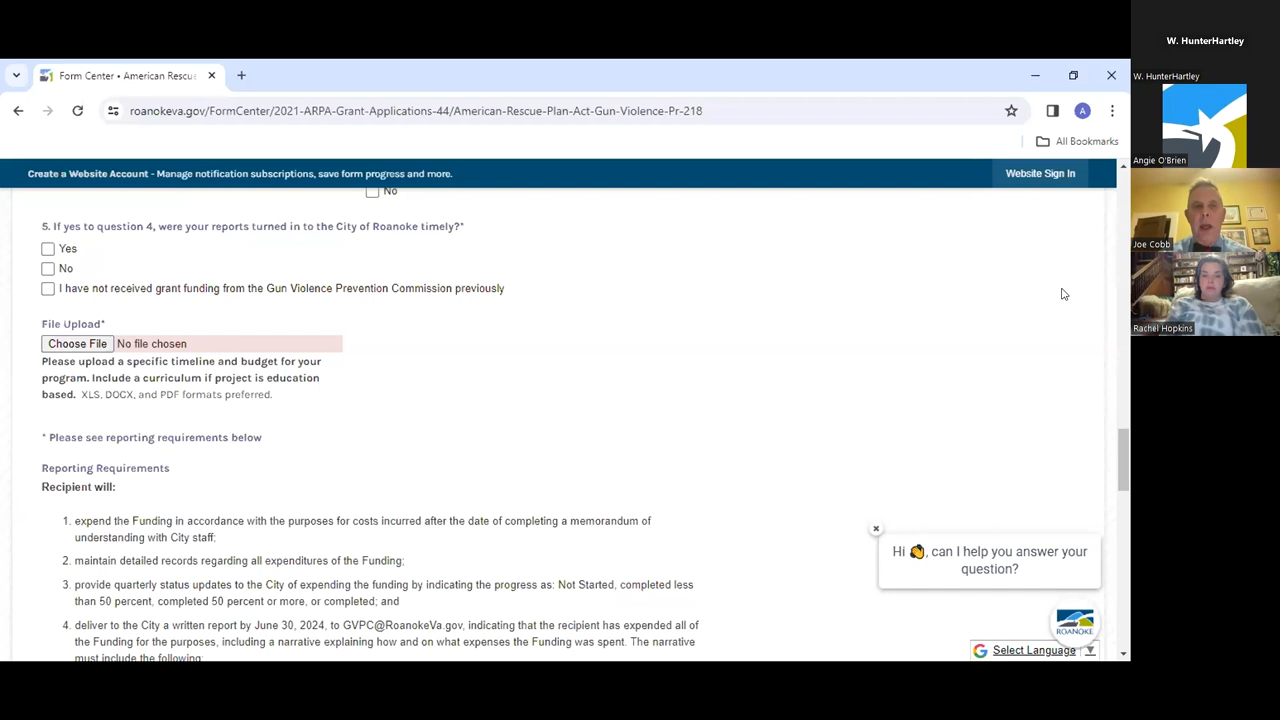 W. HunterHartley
W. HunterHartley
Form Center • American Rescu
roanokeva.gov/FormCenter/2021-ARPA-Grant-Applications-44/American-Rescue-Plan-Act-Gun-Violence-Pr-218
A
All Bookmarks
Angie O'Brien
Create a Website Account - Manage notification subscriptions, save form progress and more.
Website Sign In
No
5. If yes to question 4, were your reports turned in to the City of Roanoke timely?*
Yes
No
I have not received grant funding from the Gun Violence Prevention Commission previously
Joe Cobb
File Upload*
Choose File No file chosen
Rachel Hopkins
Please upload a specific timeline and budget for your
program. Include a curriculum if project is education
based. XLS, DOCX, and PDF formats preferred.
* Please see reporting requirements below
Reporting Requirements
Recipient will:
1. expend the Funding in accordance with the purposes for costs incurred after the date of completing a memorandum of
understanding with City staff;
2. maintain detailed records regarding all expenditures of the Funding;
3. provide quarterly status updates to the City of expending the funding by indicating the progress as: Not Started, completed less
than 50 percent, completed 50 percent or more, or completed; and
4. deliver to the City a written report by June 30, 2024, to GVPC@RoanokeVa.gov, indicating that the recipient has expended all of
the Funding for the purposes, including a narrative explaining how and on what expenses the Funding was spent. The narrative
must include the following:
Hi 👏, can I help you answer your
question?
ROANOKE
G Select Language